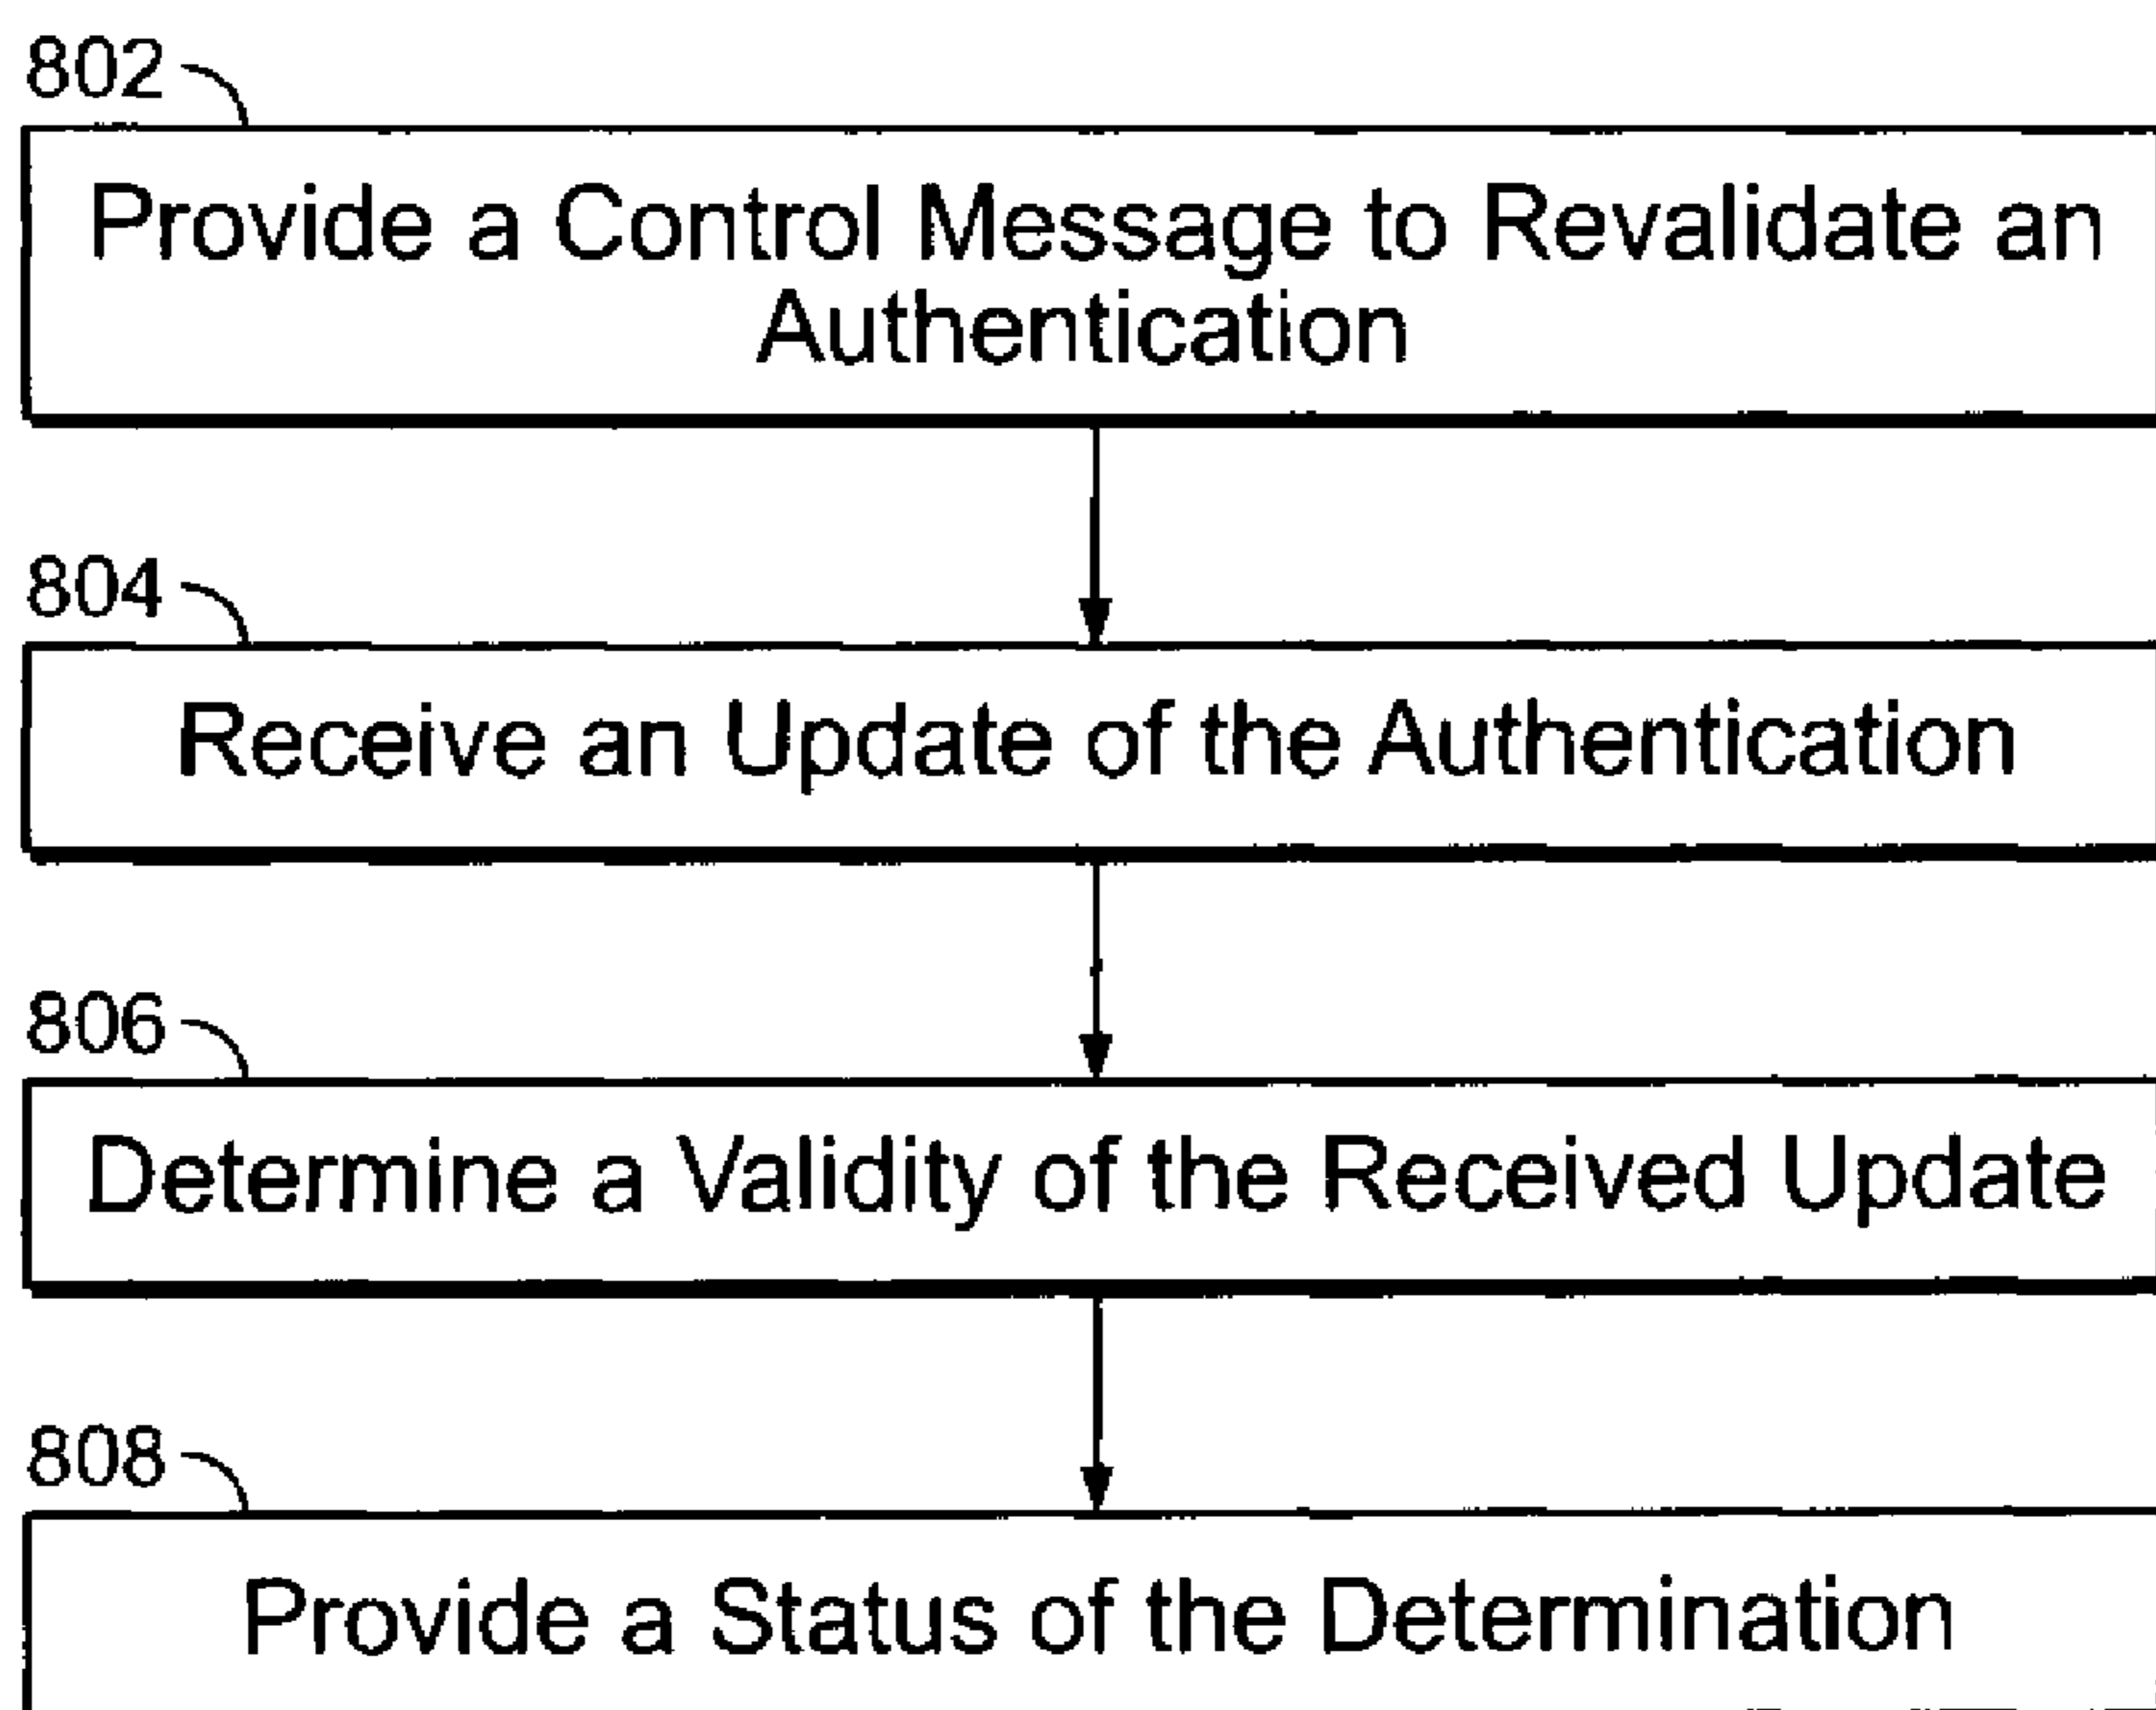 802
Provide a Control Message to Revalidate an
Authentication
804
Receive an Update of the Authentication
806
Determine a Validity of the Received Update
808
Provide a Status of the Determination